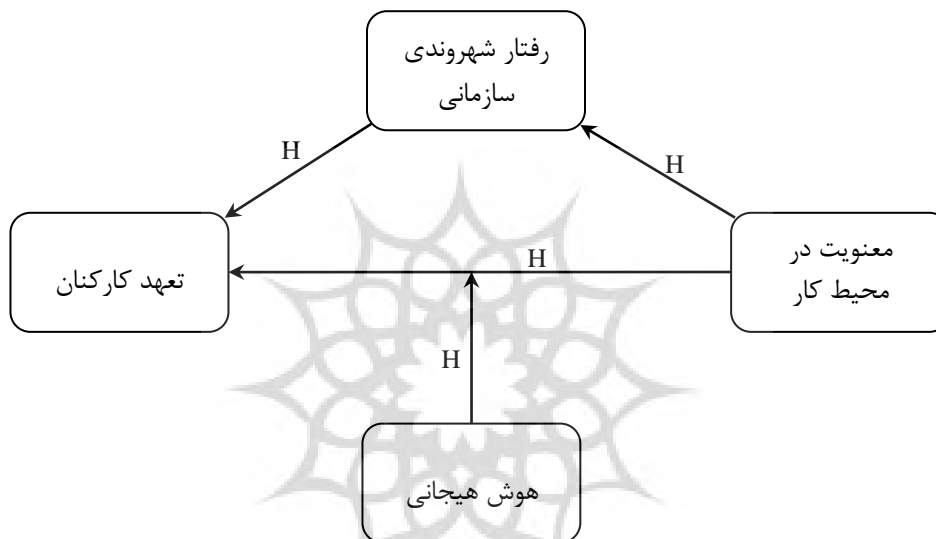 رفتار شهروندی
سازمانی
H
H
معنویت در
محیط کار
H
تعهد کارکنان
H
هوش هیجانی